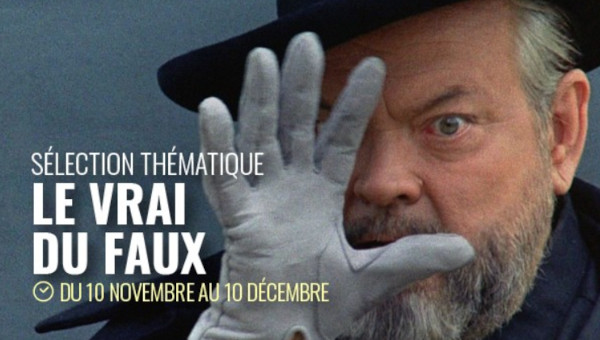 SÉLECTION THÉMATIQUE
LE VRAI
DU FAUX
DU 10 NOVEMBRE AU 10 DÉCEMBRE